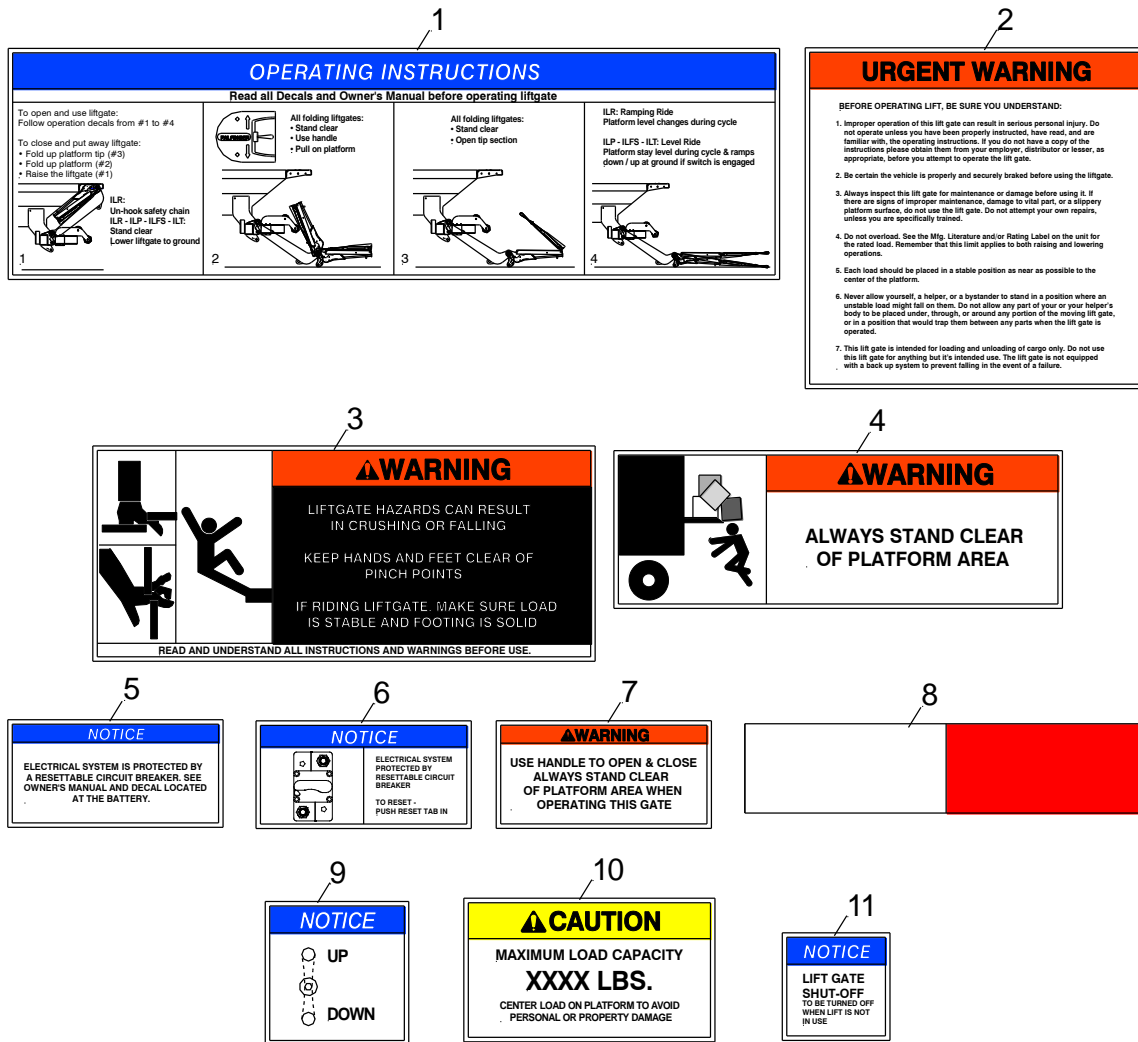 1
OPERATING INSTRUCTIONS
Read all Decals and Owner's Manual before operating liftgate
To open and use liftgate:
Follow operation decals from #1 to #4
To close and put away liftgate:
• Fold up platform tip (#3)
• Fold up platform (#2)
• Raise the liftgate (#1)
ILR:
Un-hook safety chain
ILR - ILP - ILFS - ILT:
Stand clear
Lower liftgate to ground
1
PALFINGER
All folding liftgates:
• Stand clear
• Use handle
• Pull on platform
2
All folding liftgates:
• Stand clear
• Open tip section
3
ILR: Ramping Ride
Platform level changes during cycle
ILP - ILFS - ILT: Level Ride
Platform stay level during cycle & ramps
down / up at ground if switch is engaged
4
2
URGENT WARNING
BEFORE OPERATING LIFT, BE SURE YOU UNDERSTAND:
1. Improper operation of this lift gate can result in serious personal injury. Do
not operate unless you have been properly instructed, have read, and are
familiar with, the operating instructions. If you do not have a copy of the
instructions please obtain them from your employer, distributor or lesser, as
appropriate, before you attempt to operate the lift gate.
2. Be certain the vehicle is properly and securely braked before using the liftgate.
3. Always inspect this lift gate for maintenance or damage before using it. If
there are signs of improper maintenance, damage to vital part, or a slippery
platform surface, do not use the lift gate. Do not attempt your own repairs,
unless you are specifically trained.
4. Do not overload. See the Mfg. Literature and/or Rating Label on the unit for
the rated load. Remember that this limit applies to both raising and lowering
operations.
5. Each load should be placed in a stable position as near as possible to the
center of the platform.
6. Never allow yourself, a helper, or a bystander to stand in a position where an
unstable load might fall on them. Do not allow any part of your or your helper's
body to be placed under, through, or around any portion of the moving lift gate,
or in a position that would trap them between any parts when the lift gate is
operated.
7. This lift gate is intended for loading and unloading of cargo only. Do not use
this lift gate for anything but it's intended use. The lift gate is not equipped
with a back up system to prevent falling in the event of a failure.
3
WARNING
LIFTGATE HAZARDS CAN RESULT
IN CRUSHING OR FALLING
KEEP HANDS AND FEET CLEAR OF
PINCH POINTS
IF RIDING LIFTGATE. MAKE SURE LOAD
IS STABLE AND FOOTING IS SOLID
READ AND UNDERSTAND ALL INSTRUCTIONS AND WARNINGS BEFORE USE.
4
WARNING
ALWAYS STAND CLEAR
OF PLATFORM AREA
5
NOTICE
ELECTRICAL SYSTEM IS PROTECTED BY
A RESETTABLE CIRCUIT BREAKER. SEE
OWNER'S MANUAL AND DECAL LOCATED
AT THE BATTERY.
6
NOTICE
ELECTRICAL SYSTEM
PROTECTED BY
RESETTABLE CIRCUIT
BREAKER
TO RESET -
PUSH RESET TAB IN
7
WARNING
USE HANDLE TO OPEN & CLOSE
ALWAYS STAND CLEAR
OF PLATFORM AREA WHEN
OPERATING THIS GATE
8
9
NOTICE
UP
DOWN
10
CAUTION
MAXIMUM LOAD CAPACITY
XXXX LBS.
CENTER LOAD ON PLATFORM TO AVOID
PERSONAL OR PROPERTY DAMAGE
11
NOTICE
LIFT GATE
SHUT-OFF
TO BE TURNED OFF
WHEN LIFT IS NOT
IN USE